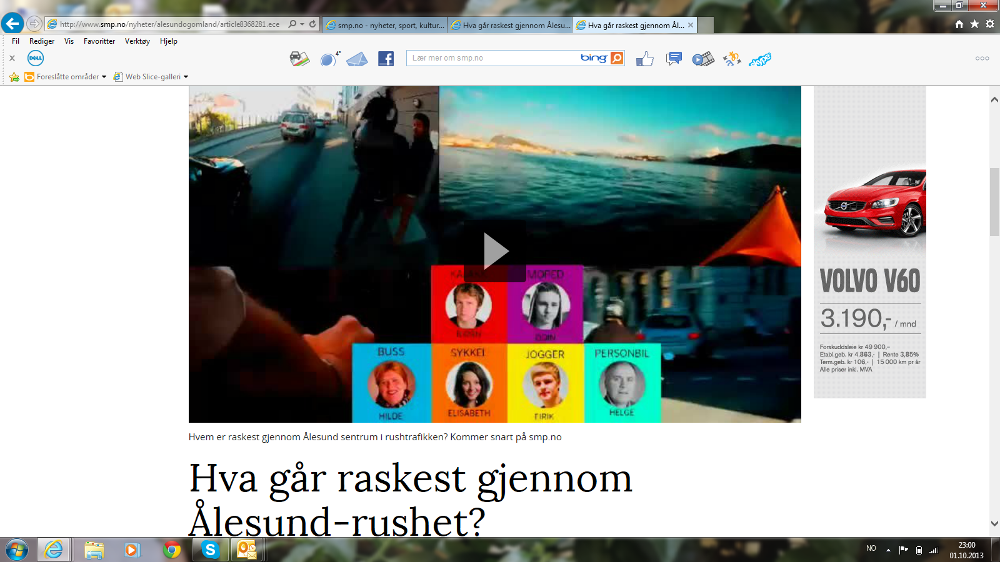 http://www.smp.no/nyheter/alesundogomland/article8368281.ece
smp.no - nyheter, sport, kultur...
Hva går raskest gjennom Ålesu...
Hva går raskest gjennom Ål...
Fil Rediger Vis Favoritter Verktøy Hjelp
DELL
4°
Lær mer om smp.no
bing
skype
Foreslåtte områder
Web Slice-galleri
MOPED
ODIN
BUSS
HILDE
SYKKEL
ELISABETH
JOGGER
EIRIK
PERSONBIL
HELGE
VOLVO V60
3.190,- / mnd
Forskuddsleie kr 49 900,–
Etabl.geb. kr 4.863,- | Rente 3,85%
Term.geb. kr 106,- | 15 000 km pr år
Alle priser inkl. MVA
Hvem er raskest gjennom Ålesund sentrum i rushtrafikken? Kommer snart på smp.no
Hva går raskest gjennom
Ålesund-rushet?
NO
23:00
01.10.2013